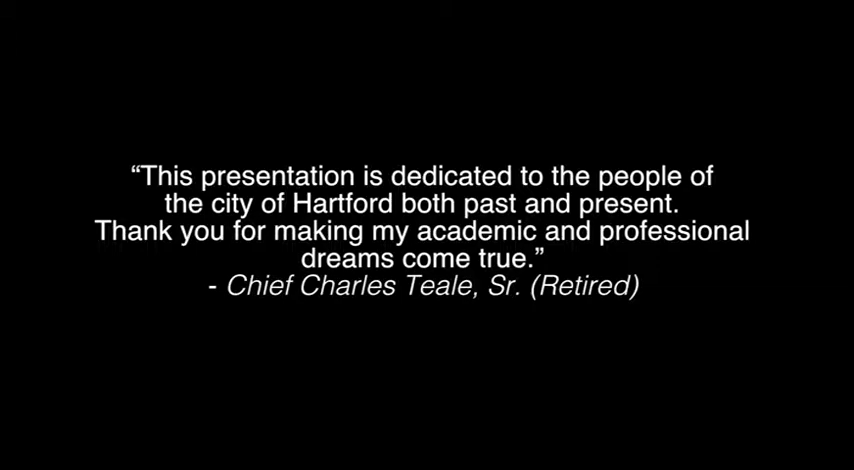 “This presentation is dedicated to the people of
the city of Hartford both past and present.
Thank you for making my academic and professional
dreams come true.”
- Chief Charles Teale, Sr. (Retired)